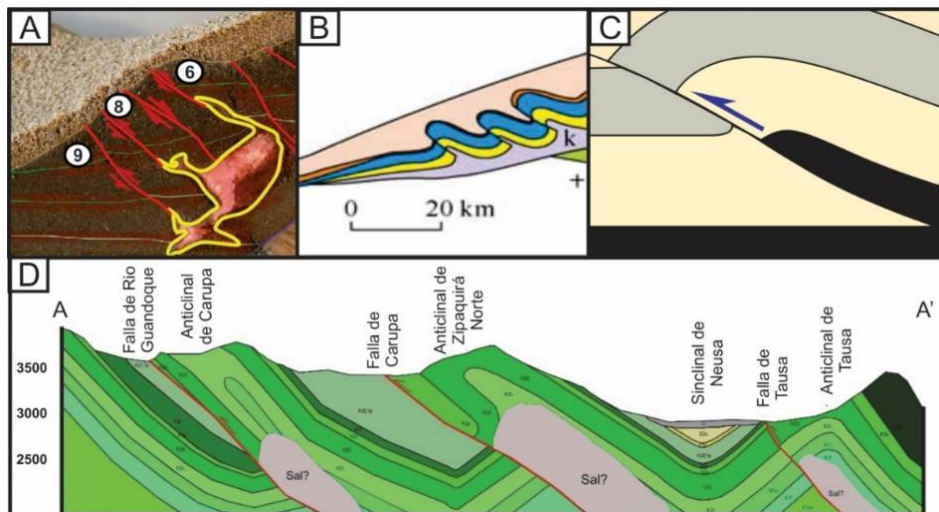 A
B
C
6
8
9
k
+
0 20 km
D
A
A'
Falla de Rio
Guandoque
Anticlinal
de Carupa
Falla de
Carupa
Anticlinal de
Zipaquirá
Norte
Sinclinal de
Neusa
Falla de
Tausa
Anticlinal de
Tausa
3500
3000
2500
Sal?
Sal?
Sal?